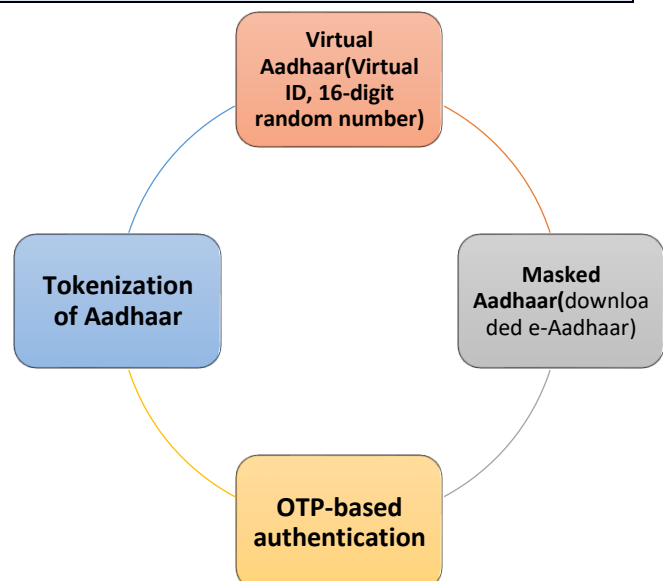 Virtual
Aadhaar(Virtual
ID, 16-digit
random number)
Tokenization
of Aadhaar
Masked
Aadhaar(downloa
ded e-Aadhaar)
OTP-based
authentication